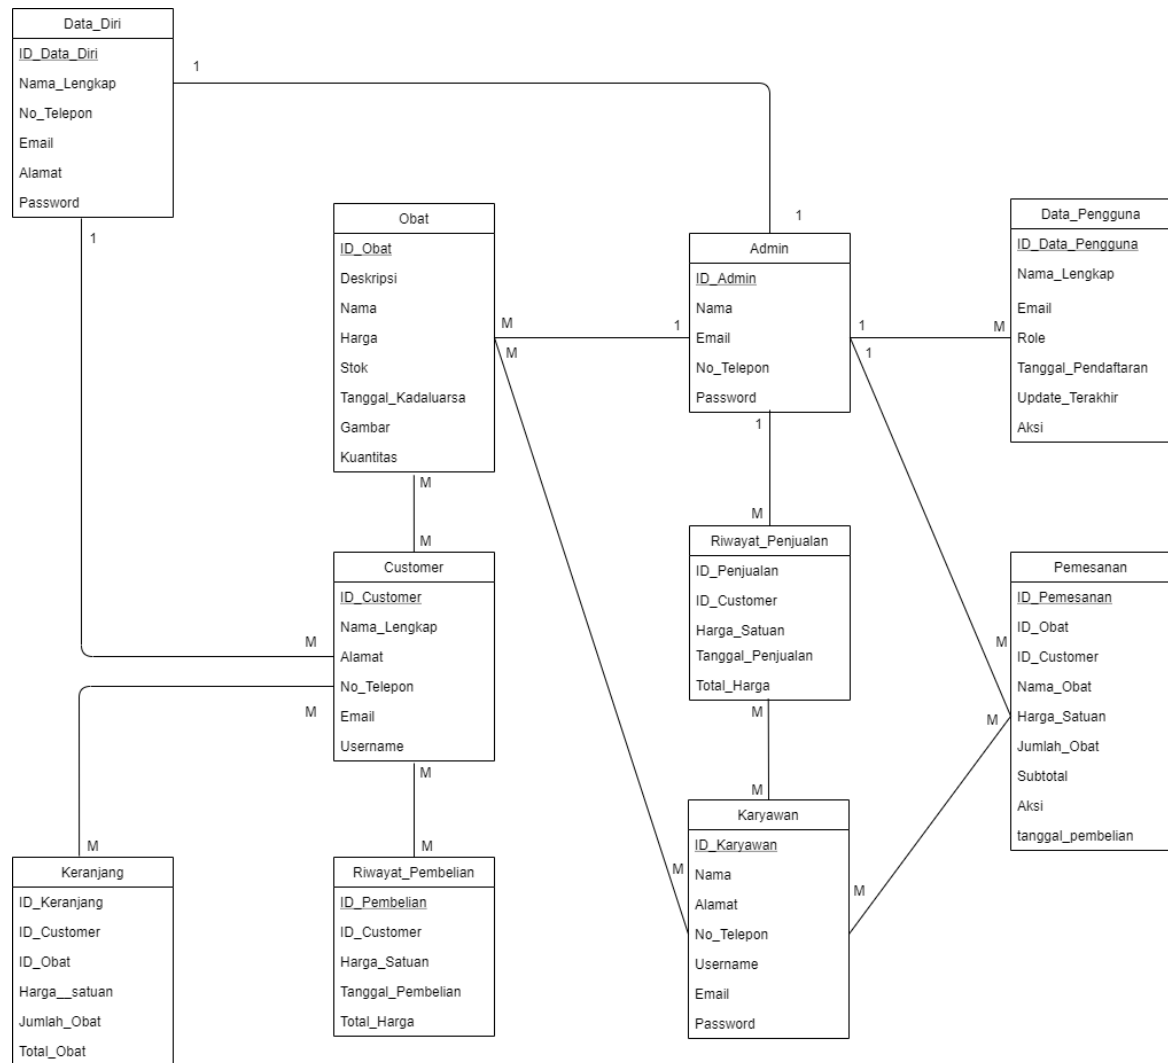 Data_Diri
ID_Data_Diri
Nama_Lengkap
No_Telepon
Email
Alamat
Password
1
1
1
1
Obat
ID_Obat
Deskripsi
Nama
Harga
Stok
Tanggal_Kadaluarsa
Gambar
Kuantitas
M
M
M
1
Admin
ID_Admin
Nama
Email
No_Telepon
Password
1
1
M
Data_Pengguna
ID_Data_Pengguna
Nama_Lengkap
Email
Role
Tanggal_Pendaftaran
Update_Terakhir
Aksi
M
Customer
ID_Customer
Nama_Lengkap
Alamat
No_Telepon
Email
Username
M
M
M
M
Riwayat_Penjualan
ID_Penjualan
ID_Customer
Harga_Satuan
Tanggal_Penjualan
Total_Harga
M
M
Pemesanan
ID_Pemesanan
ID_Obat
ID_Customer
Nama_Obat
Harga_Satuan
Jumlah_Obat
Subtotal
Aksi
tanggal_pembelian
M
M
M
Keranjang
ID_Keranjang
ID_Customer
ID_Obat
Harga__satuan
Jumlah_Obat
Total_Obat
M
Riwayat_Pembelian
ID_Pembelian
ID_Customer
Harga_Satuan
Tanggal_Pembelian
Total_Harga
M
M
Karyawan
ID_Karyawan
Nama
Alamat
No_Telepon
Username
Email
Password